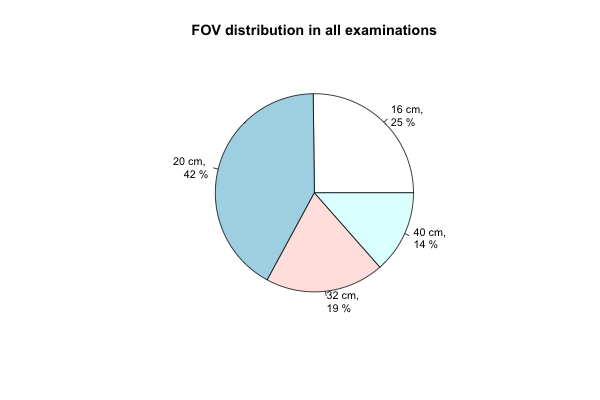 FOV distribution in all examinations
16 cm,
25 %
20 cm,
42 %
40 cm,
14 %
32 cm,
19 %